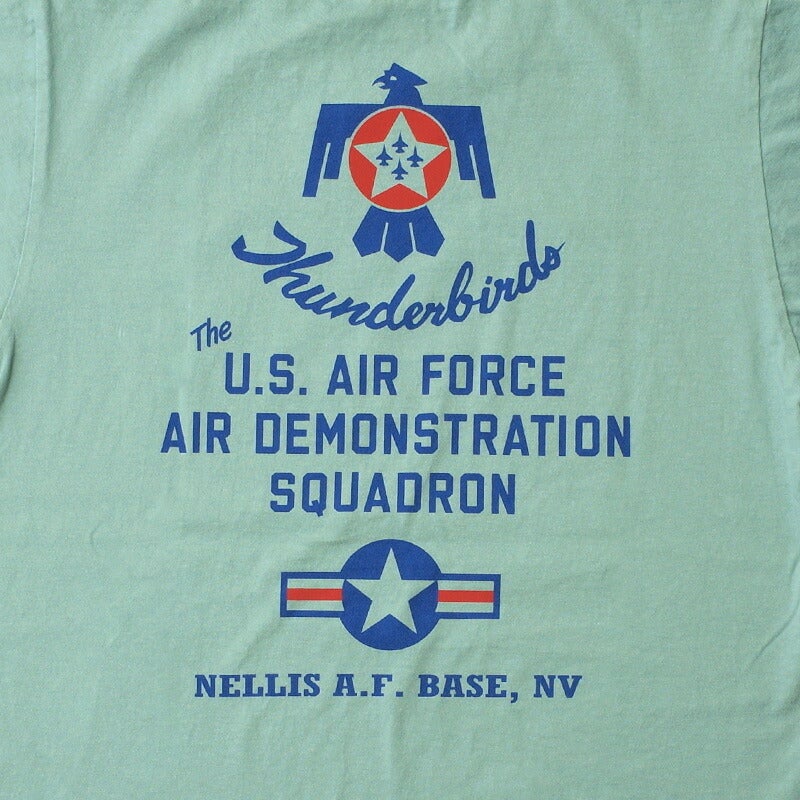 Thunderbirds
The
U.S. AIR FORCE
AIR DEMONSTRATION
SQUADRON
NELLIS A.F. BASE, NV